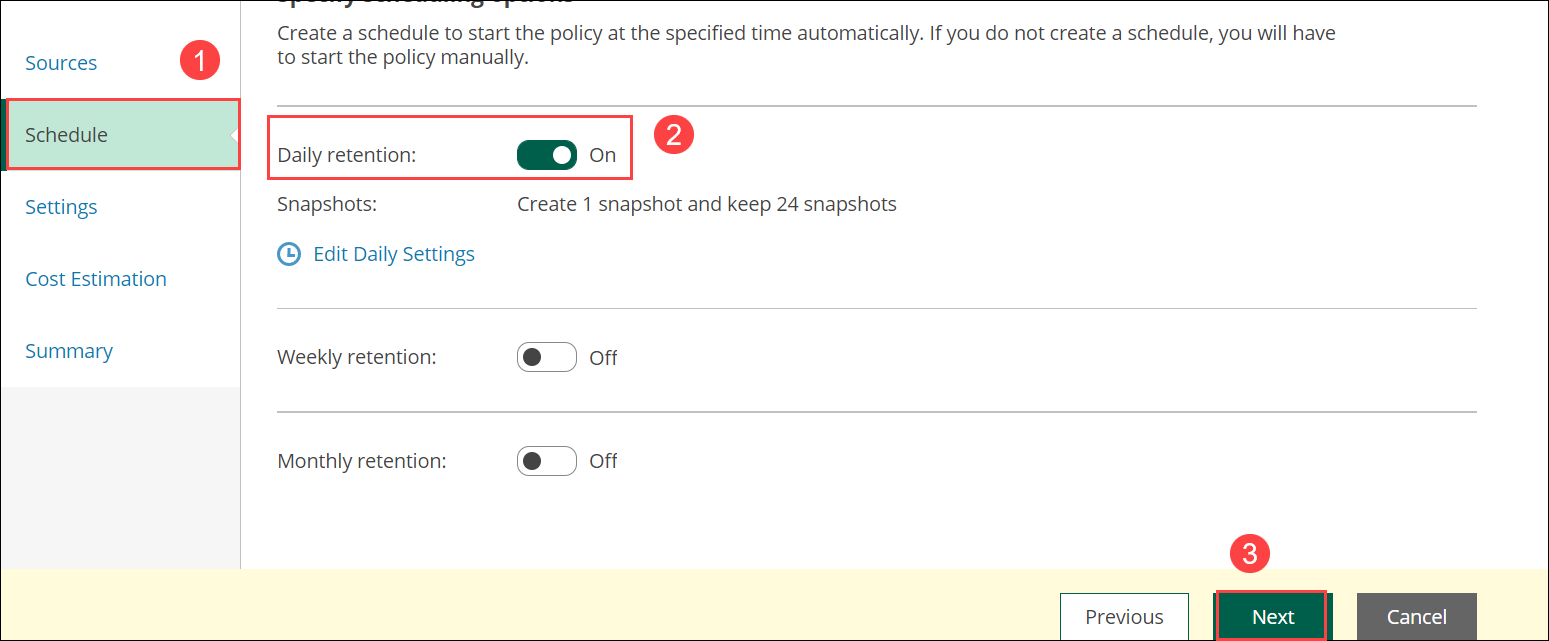 Specify scheduling options
Create a schedule to start the policy at the specified time automatically. If you do not create a schedule, you will have
to start the policy manually.
Sources
1
Schedule
Settings
Cost Estimation
Summary
Daily retention:
On
2
Snapshots:
Create 1 snapshot and keep 24 snapshots
Edit Daily Settings
Weekly retention:
Off
Monthly retention:
Off
3
Previous
Next
Cancel